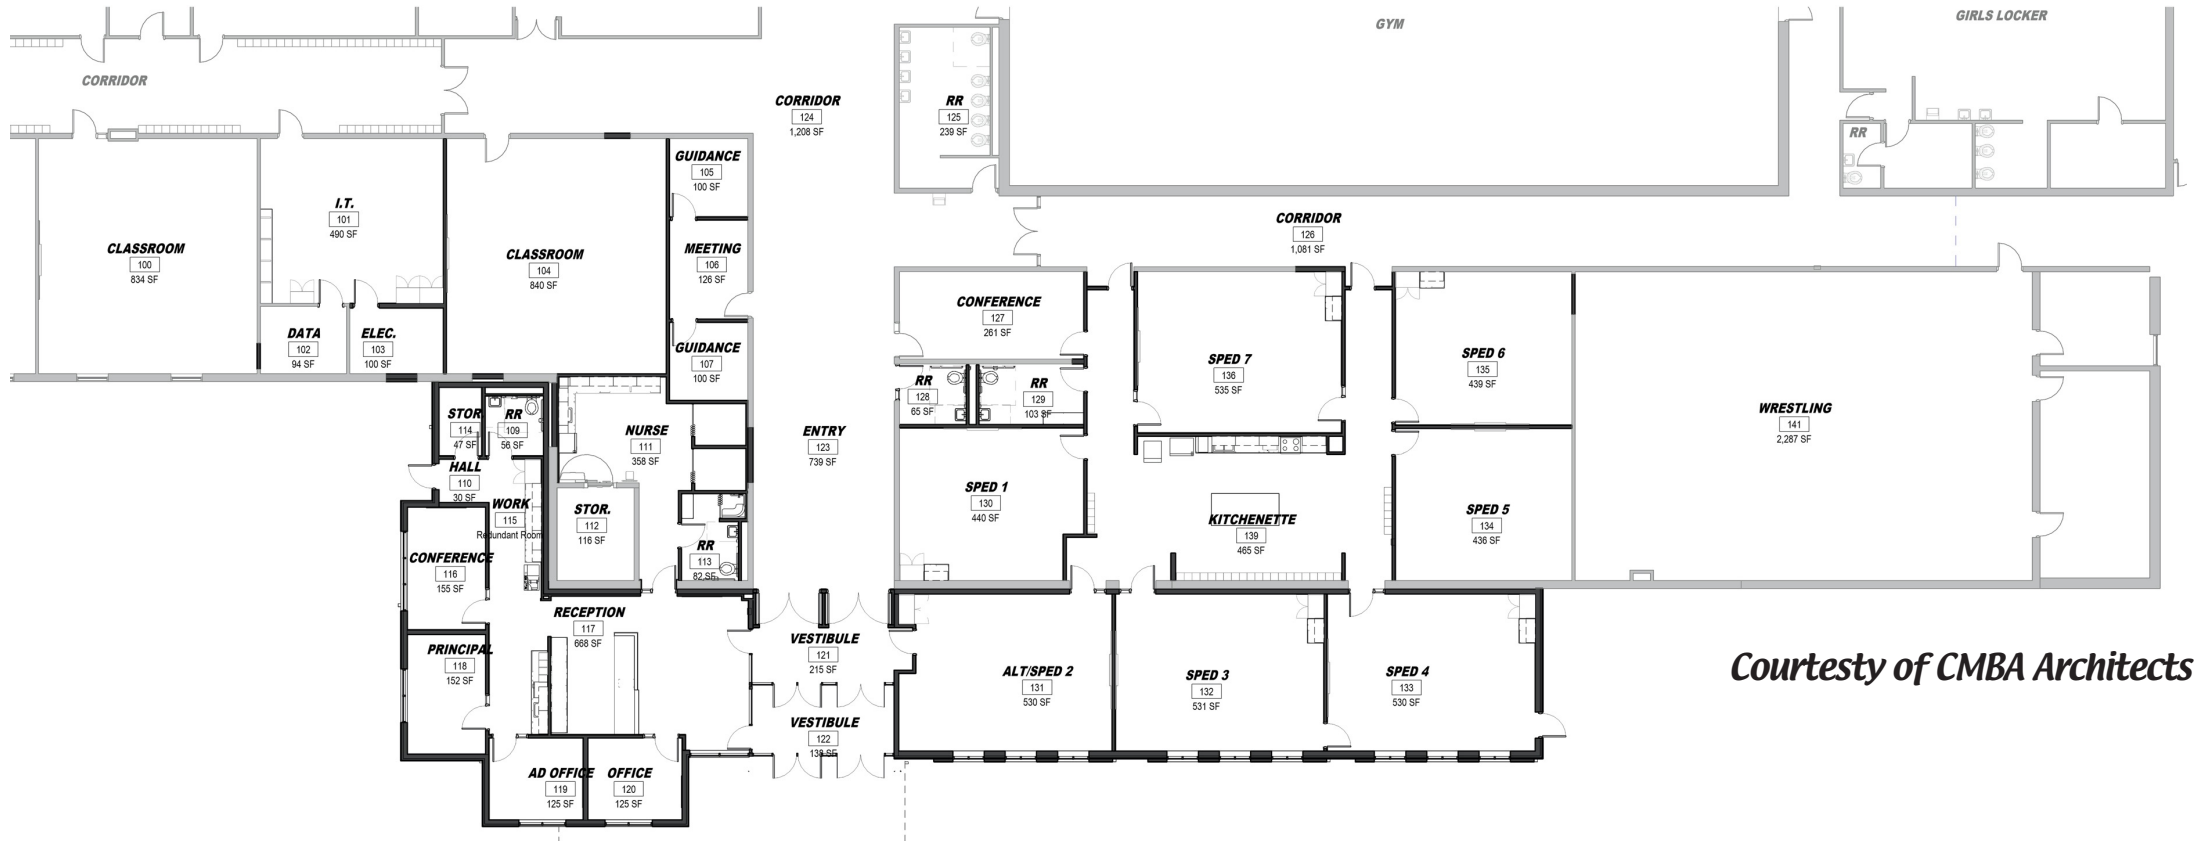 GYM
GIRLS LOCKER
CORRIDOR
CORRIDOR
124
1,208 SF
RR
125
239 SF
RR
GUIDANCE
105
100 SF
I.T.
101
490 SF
CORRIDOR
126
1,081 SF
CLASSROOM
100
834 SF
CLASSROOM
104
840 SF
MEETING
106
126 SF
CONFERENCE
127
261 SF
DATA
102
94 SF
ELEC.
103
100 SF
GUIDANCE
107
100 SF
SPED 7
136
535 SF
SPED 6
135
439 SF
RR
128
65 SF
RR
129
103 SF
WRESTLING
141
2,287 SF
STOR
114
47 SF
RR
109
56 SF
NURSE
111
358 SF
ENTRY
123
739 SF
HALL
110
30 SF
WORK
115
Redundant Room
STOR.
112
116 SF
SPED 1
130
440 SF
KITCHENETTE
139
465 SF
SPED 5
134
436 SF
RR
113
82 SF
CONFERENCE
116
155 SF
RECEPTION
117
668 SF
VESTIBULE
121
215 SF
PRINCIPAL
118
152 SF
ALT/SPED 2
131
530 SF
SPED 3
132
531 SF
SPED 4
133
530 SF
Courtesty of CMBA Architects
VESTIBULE
122
138 SF
AD OFFICE
119
125 SF
OFFICE
120
125 SF